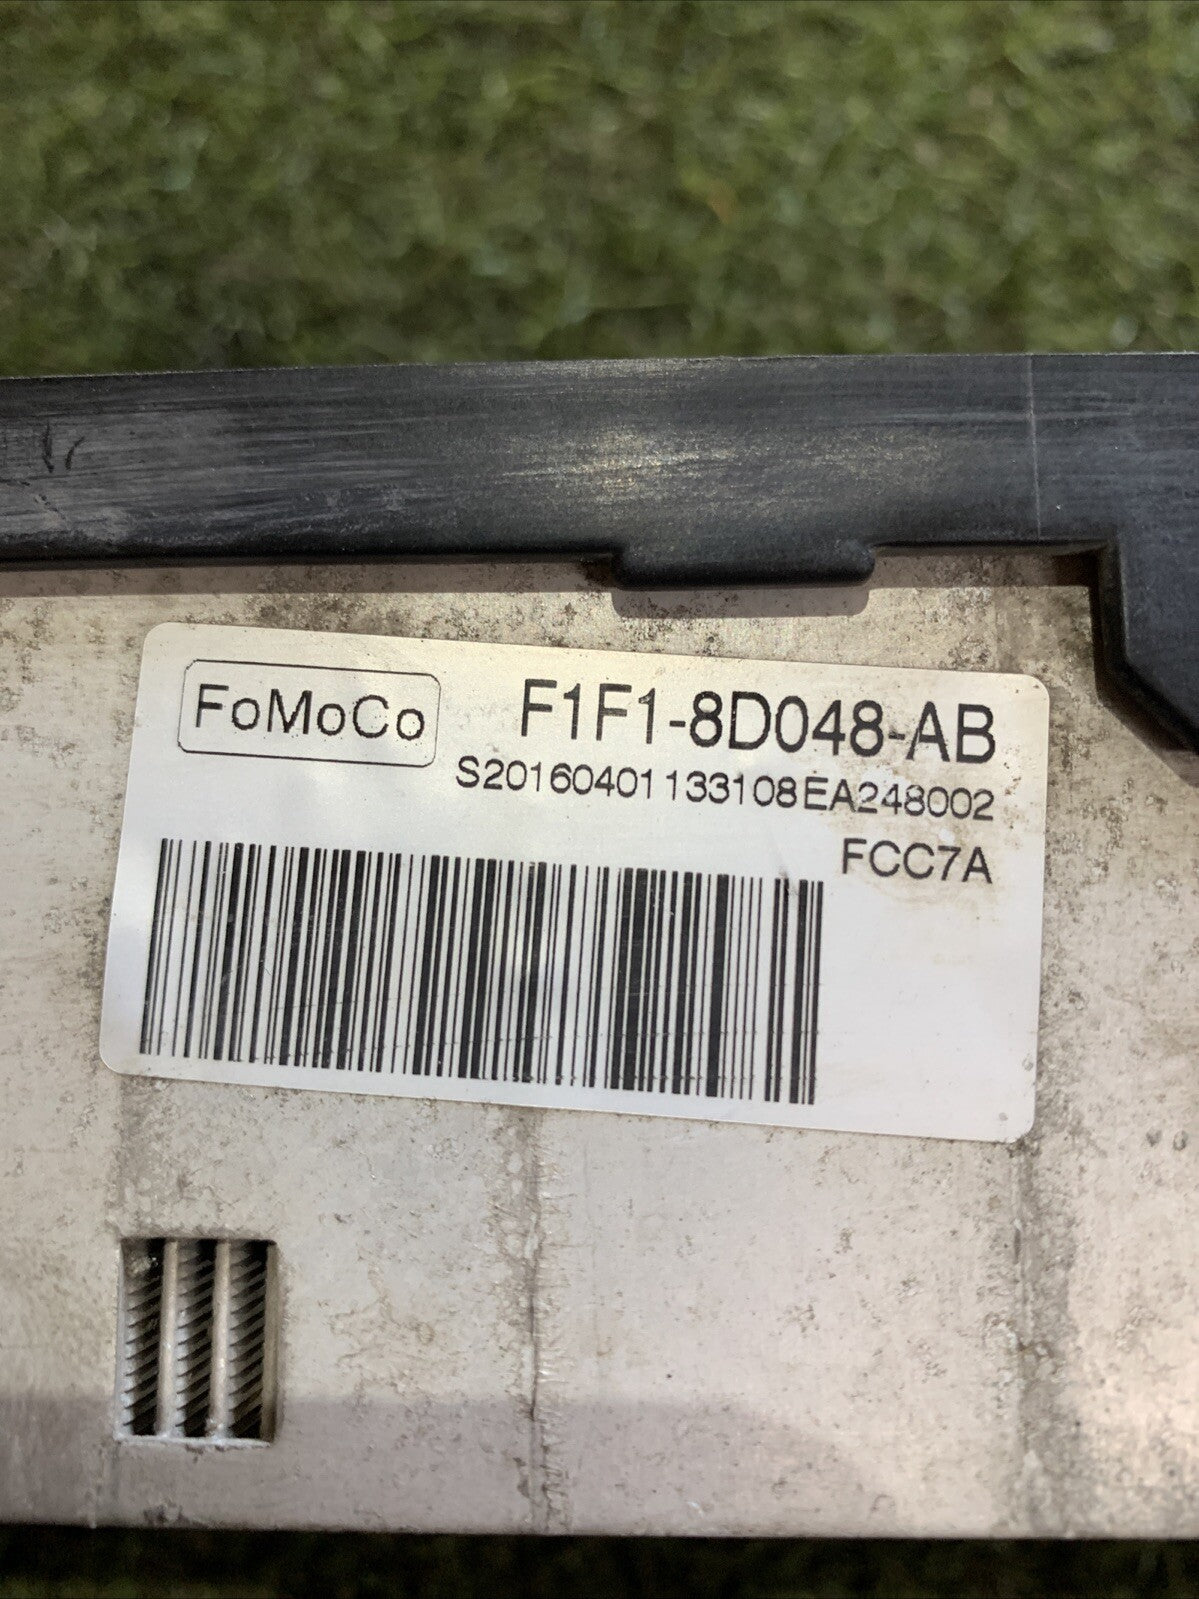 FoMoCo F1F1-8D048-AB
S20160401133108EA248002
FCC7A